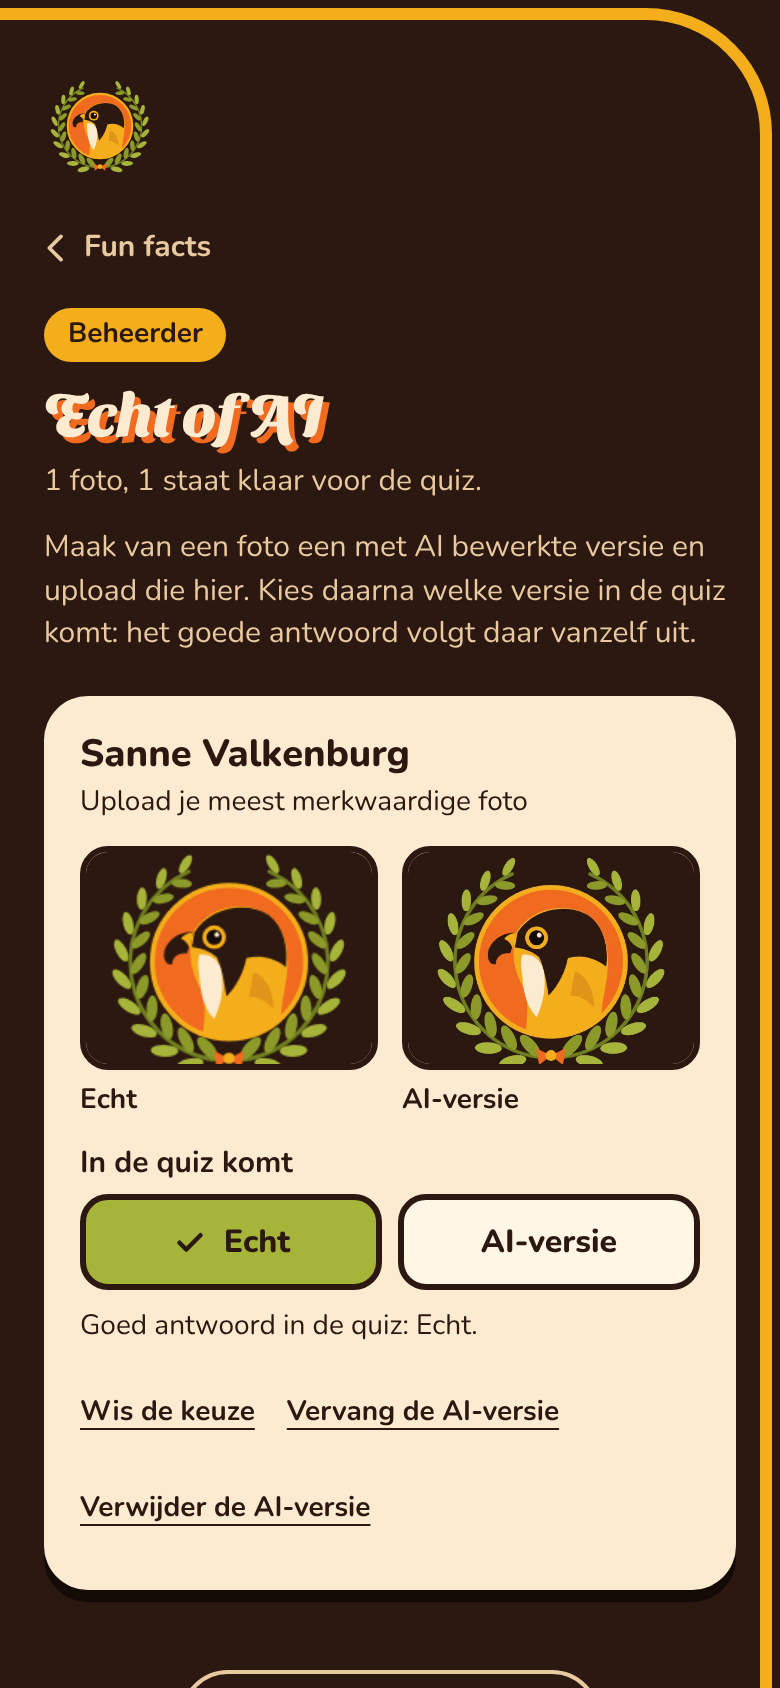 Fun facts
Beheerder
Echt of AI
1 foto, 1 staat klaar voor de quiz.
Maak van een foto een met AI bewerkte versie en
upload die hier. Kies daarna welke versie in de quiz
komt: het goede antwoord volgt daar vanzelf uit.
Sanne Valkenburg
Upload je meest merkwaardige foto
Echt
AI-versie
In de quiz komt
Echt
AI-versie
Goed antwoord in de quiz: Echt.
Wis de keuze
Vervang de AI-versie
Verwijder de AI-versie